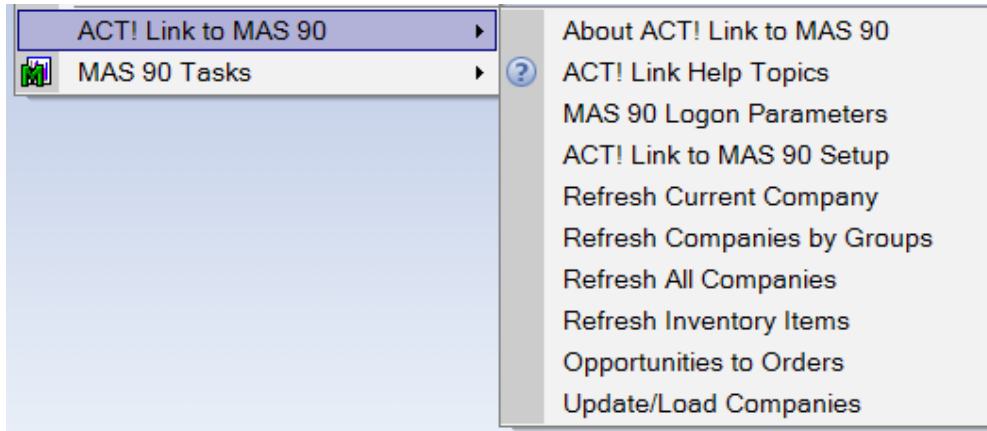 ACT! Link to MAS 90
MAS 90 Tasks
About ACT! Link to MAS 90
ACT! Link Help Topics
MAS 90 Logon Parameters
ACT! Link to MAS 90 Setup
Refresh Current Company
Refresh Companies by Groups
Refresh All Companies
Refresh Inventory Items
Opportunities to Orders
Update/Load Companies